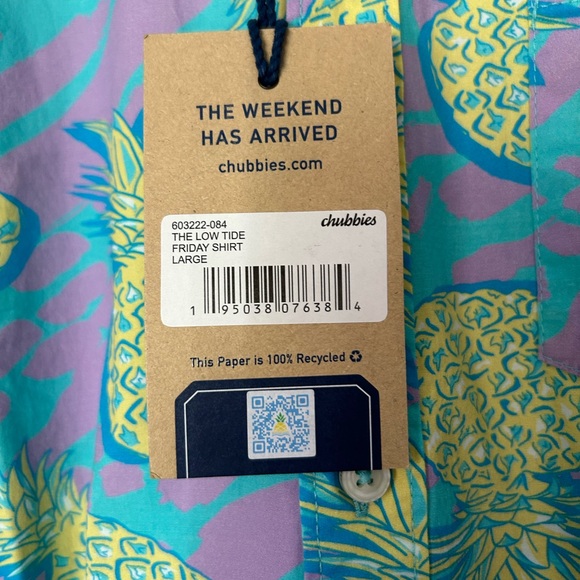 THE WEEKEND
HAS ARRIVED
chubbies.com
603222-084
chubbies
THE LOW TIDE
FRIDAY SHIRT
LARGE
1 95038 07638 4
This Paper is 100% Recycled